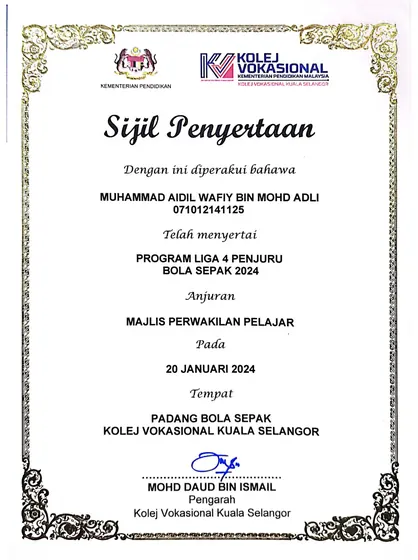 KEMENTERIAN PENDIDIKAN
KOLEJ
VOKASIONAL
KEMENTERIAN PENDIDIKAN MALAYSIA
KOLEJ VOKASIONAL KUALA SELANGOR
Sijil Penyertaan
Dengan ini diperakui bahawa
MUHAMMAD AIDIL WAFIY BIN MOHD ADLI
071012141125
Telah menyertai
PROGRAM LIGA 4 PENJURU
BOLA SEPAK 2024
Anjuran
MAJLIS PERWAKILAN PELAJAR
Pada
20 JANUARI 2024
Tempat
PADANG BOLA SEPAK
KOLEJ VOKASIONAL KUALA SELANGOR
MOHD DAUD BIN ISMAIL
Pengarah
Kolej Vokasional Kuala Selangor